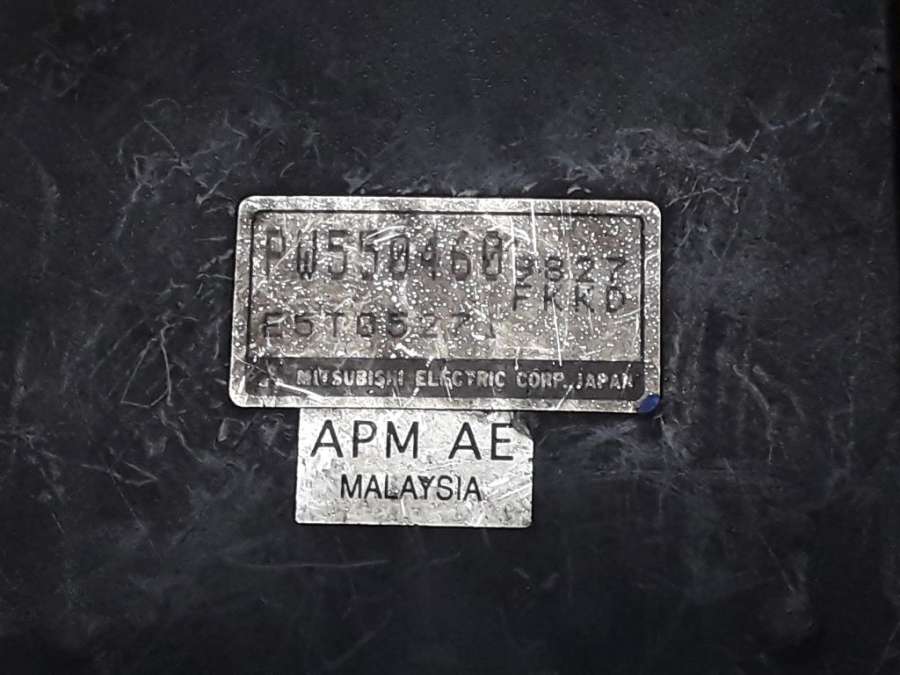 PW550460 9827
FKKD
E5T05271
MITSUBISHI ELECTRIC CORP. JAPAN
APM AE
MALAYSIA